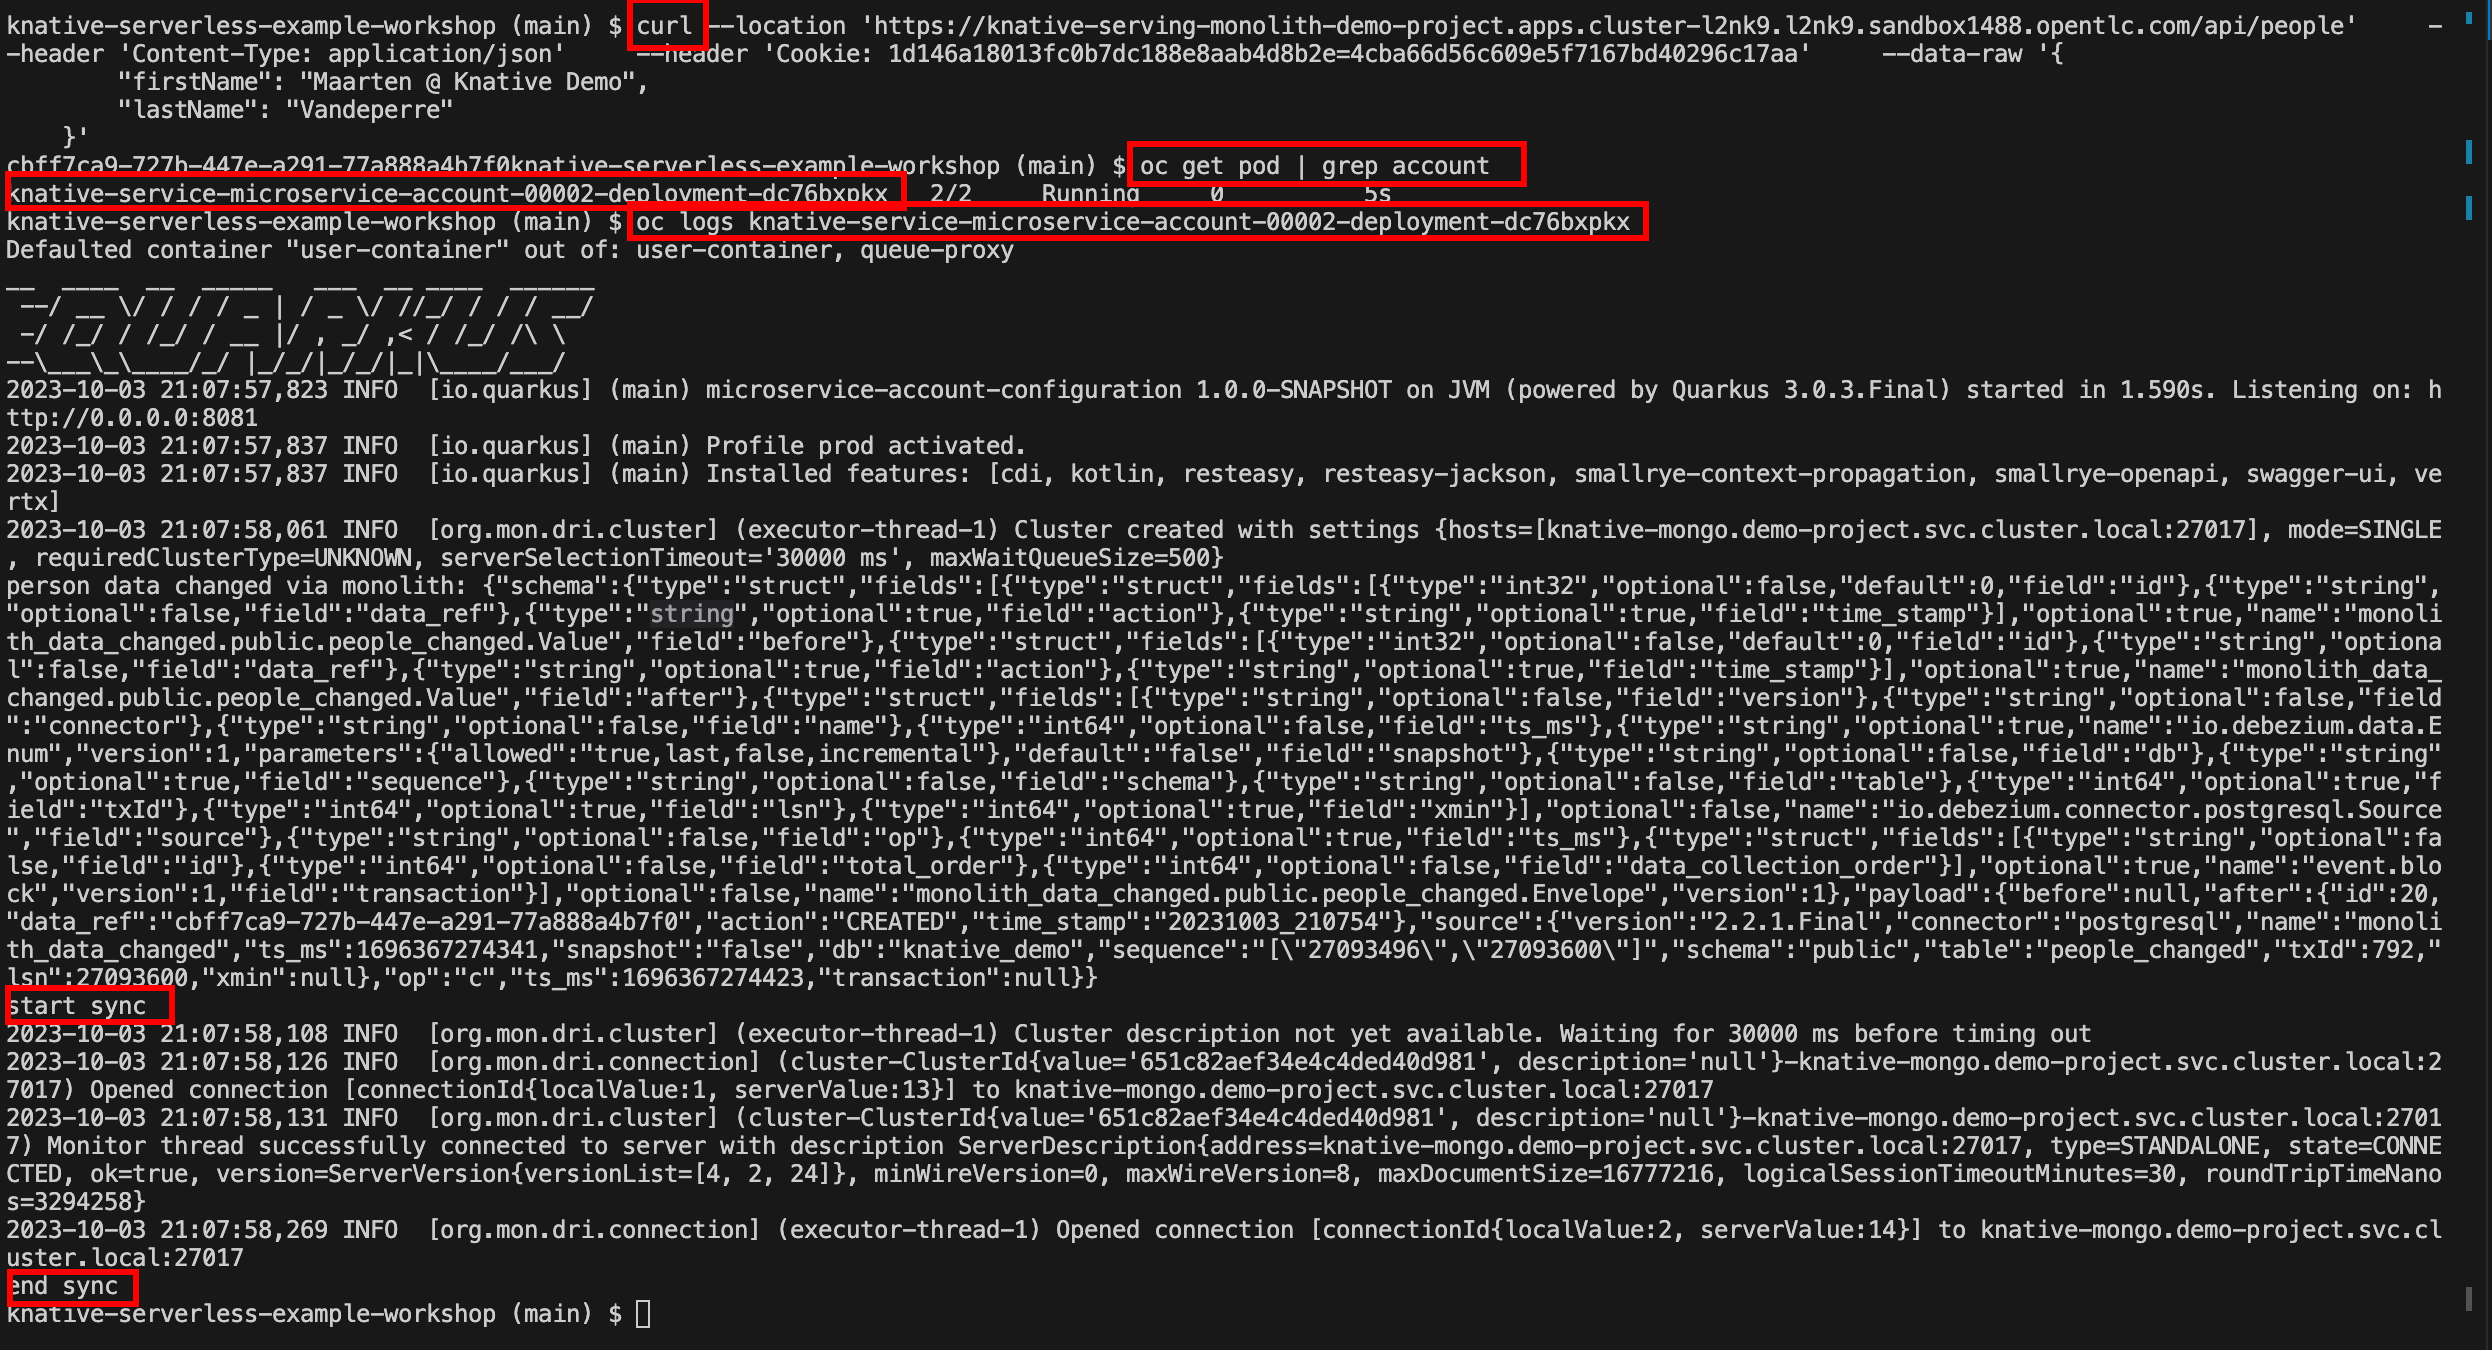 knative-serverless-example-workshop (main) $ curl --location 'https://knative-serving-monolith-demo-project.apps.cluster-l2nk9.l2nk9.sandbox1488.opentlc.com/api/people'     -
-header 'Content-Type: application/json'     --header 'Cookie: 1d146a18013fc0b7dc188e8aab4d8b2e=4cba66d56c609e5f7167bd40296c17aa'     --data-raw '{
        "firstName": "Maarten @ Knative Demo",
        "lastName": "Vandeperre"
    }'
cbff7ca9-727b-447e-a291-77a888a4b7f0knative-serverless-example-workshop (main) $ oc get pod | grep account
knative-service-microservice-account-00002-deployment-dc76bxpkx   2/2     Running     0          5s
knative-serverless-example-workshop (main) $ oc logs knative-service-microservice-account-00002-deployment-dc76bxpkx
Defaulted container "user-container" out of: user-container, queue-proxy
__  ____  __  _____   ___  __ ____  ______
 --/ __ \/ / / / _ | / _ \/ //_/ / / / __/
 -/ /_/ / /_/ / __ |/ , _/ ,< / /_/ /\ \
--\___\_\____/_/ |_/_/|_/_/|_|\____/___/
2023-10-03 21:07:57,823 INFO  [io.quarkus] (main) microservice-account-configuration 1.0.0-SNAPSHOT on JVM (powered by Quarkus 3.0.3.Final) started in 1.590s. Listening on: h
ttp://0.0.0.0:8081
2023-10-03 21:07:57,837 INFO  [io.quarkus] (main) Profile prod activated.
2023-10-03 21:07:57,837 INFO  [io.quarkus] (main) Installed features: [cdi, kotlin, resteasy, resteasy-jackson, smallrye-context-propagation, smallrye-openapi, swagger-ui, ve
rtx]
2023-10-03 21:07:58,061 INFO  [org.mon.dri.cluster] (executor-thread-1) Cluster created with settings {hosts=[knative-mongo.demo-project.svc.cluster.local:27017], mode=SINGLE
, requiredClusterType=UNKNOWN, serverSelectionTimeout='30000 ms', maxWaitQueueSize=500}
person data changed via monolith: {"schema":{"type":"struct","fields":[{"type":"struct","fields":[{"type":"int32","optional":false,"default":0,"field":"id"},{"type":"string",
"optional":false,"field":"data_ref"},{"type":"string","optional":true,"field":"action"},{"type":"string","optional":true,"field":"time_stamp"}],"optional":true,"name":"monoli
th_data_changed.public.people_changed.Value","field":"before"},{"type":"struct","fields":[{"type":"int32","optional":false,"default":0,"field":"id"},{"type":"string","optiona
l":false,"field":"data_ref"},{"type":"string","optional":true,"field":"action"},{"type":"string","optional":true,"field":"time_stamp"}],"optional":true,"name":"monolith_data_
changed.public.people_changed.Value","field":"after"},{"type":"struct","fields":[{"type":"string","optional":false,"field":"version"},{"type":"string","optional":false,"field
":"connector"},{"type":"string","optional":false,"field":"name"},{"type":"int64","optional":false,"field":"ts_ms"},{"type":"string","optional":true,"name":"io.debezium.data.E
num","version":1,"parameters":{"allowed":"true,last,false,incremental"},"default":"false","field":"snapshot"},{"type":"string","optional":false,"field":"db"},{"type":"string"
,"optional":true,"field":"sequence"},{"type":"string","optional":false,"field":"schema"},{"type":"string","optional":false,"field":"table"},{"type":"int64","optional":true,"f
ield":"txId"},{"type":"int64","optional":true,"field":"lsn"},{"type":"int64","optional":true,"field":"xmin"}],"optional":false,"name":"io.debezium.connector.postgresql.Source
","field":"source"},{"type":"string","optional":false,"field":"op"},{"type":"int64","optional":true,"field":"ts_ms"},{"type":"struct","fields":[{"type":"string","optional":fa
lse,"field":"id"},{"type":"int64","optional":false,"field":"total_order"},{"type":"int64","optional":false,"field":"data_collection_order"}],"optional":true,"name":"event.blo
ck","version":1,"field":"transaction"}],"optional":false,"name":"monolith_data_changed.public.people_changed.Envelope","version":1},"payload":{"before":null,"after":{"id":20,
"data_ref":"cbff7ca9-727b-447e-a291-77a888a4b7f0","action":"CREATED","time_stamp":"20231003_210754"},"source":{"version":"2.2.1.Final","connector":"postgresql","name":"monoli
th_data_changed","ts_ms":1696367274341,"snapshot":"false","db":"knative_demo","sequence":"[\"27093496\",\"27093600\"]","schema":"public","table":"people_changed","txId":792,"
lsn":27093600,"xmin":null},"op":"c","ts_ms":1696367274423,"transaction":null}}
start sync
2023-10-03 21:07:58,108 INFO  [org.mon.dri.cluster] (executor-thread-1) Cluster description not yet available. Waiting for 30000 ms before timing out
2023-10-03 21:07:58,126 INFO  [org.mon.dri.connection] (cluster-ClusterId{value='651c82aef34e4c4ded40d981', description='null'}-knative-mongo.demo-project.svc.cluster.local:2
7017) Opened connection [connectionId{localValue:1, serverValue:13}] to knative-mongo.demo-project.svc.cluster.local:27017
2023-10-03 21:07:58,131 INFO  [org.mon.dri.cluster] (cluster-ClusterId{value='651c82aef34e4c4ded40d981', description='null'}-knative-mongo.demo-project.svc.cluster.local:2701
7) Monitor thread successfully connected to server with description ServerDescription{address=knative-mongo.demo-project.svc.cluster.local:27017, type=STANDALONE, state=CONNE
CTED, ok=true, version=ServerVersion{versionList=[4, 2, 24]}, minWireVersion=0, maxWireVersion=8, maxDocumentSize=16777216, logicalSessionTimeoutMinutes=30, roundTripTimeNano
s=3294258}
2023-10-03 21:07:58,269 INFO  [org.mon.dri.connection] (executor-thread-1) Opened connection [connectionId{localValue:2, serverValue:14}] to knative-mongo.demo-project.svc.cl
uster.local:27017
end sync
knative-serverless-example-workshop (main) $